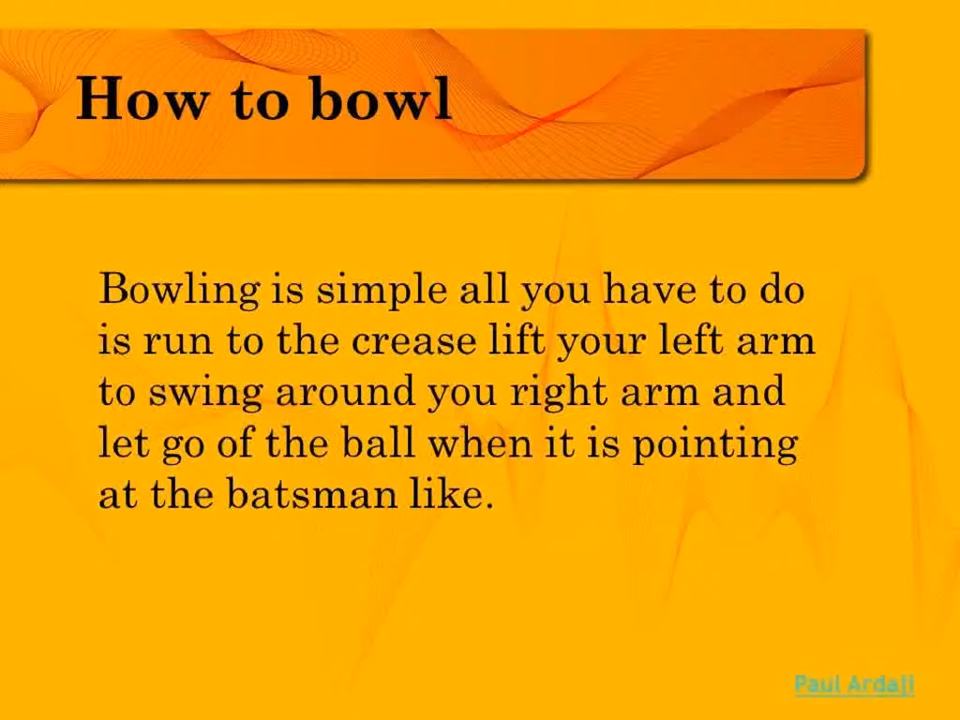 How to bowl
Bowling is simple all you have to do
is run to the crease lift your left arm
to swing around you right arm and
let go of the ball when it is pointing
at the batsman like.
Paul Ardaji